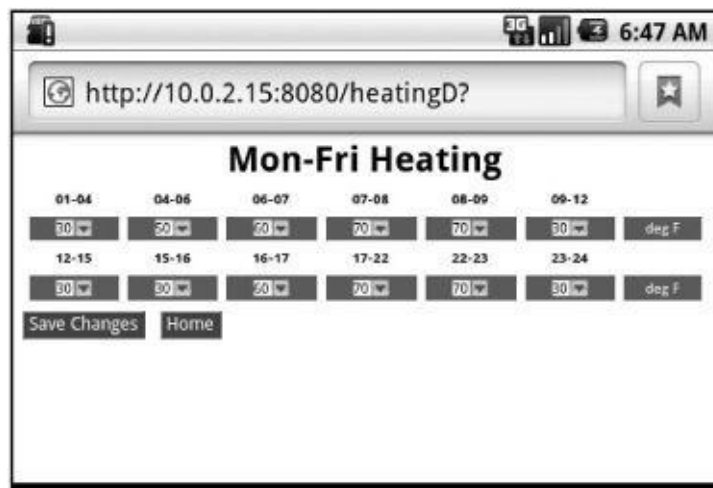 3G 6:47 AM
http://10.0.2.15:8080/heatingD?
Mon-Fri Heating
01-04 04-06 06-07 07-08 08-09 09-12
30 50 60 70 70 30 deg F
12-15 15-16 16-17 17-22 22-23 23-24
30 30 60 70 70 30 deg F
Save Changes Home